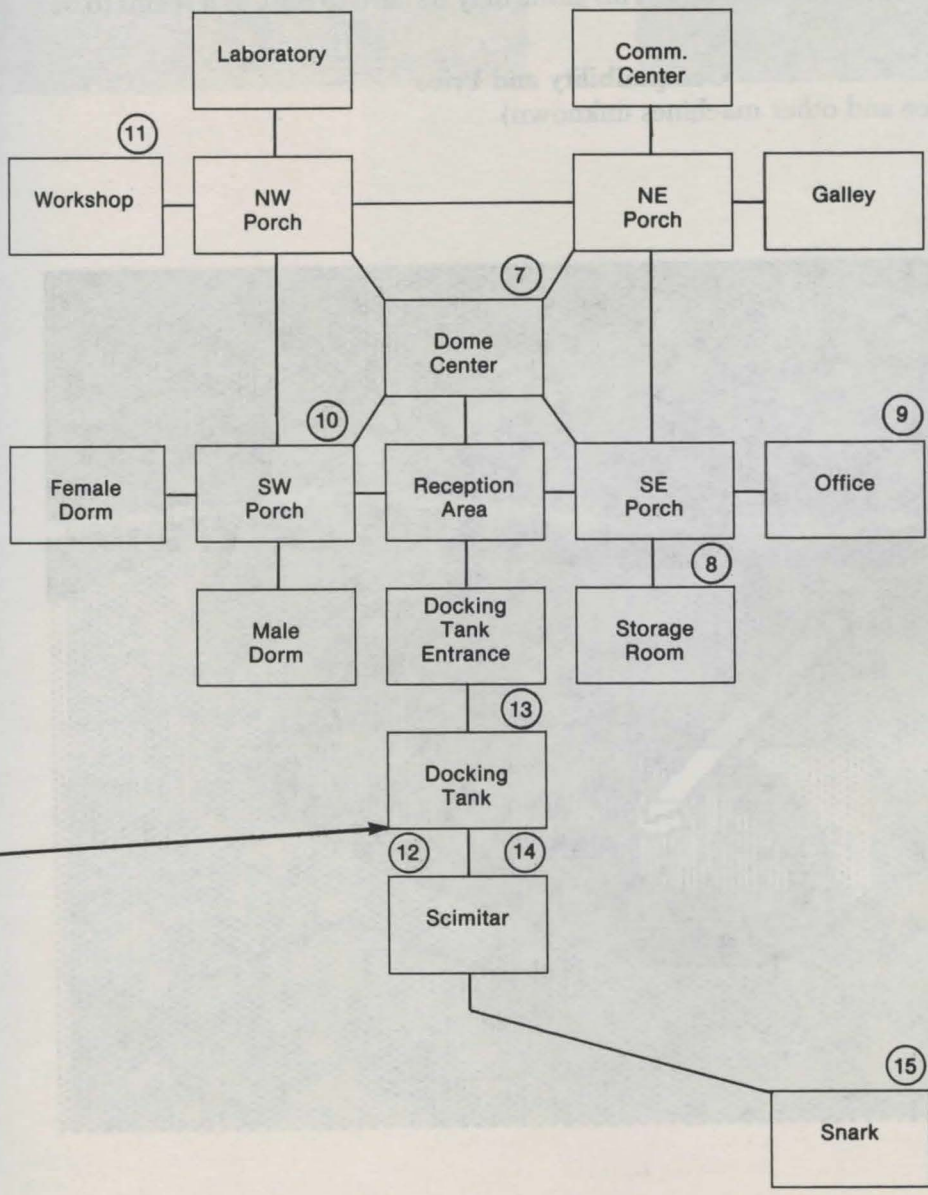 Laboratory
Comm.
Center
11
Workshop
NW
Porch
NE
Porch
Galley
7
Dome
Center
10
9
Female
Dorm
SW
Porch
Reception
Area
SE
Porch
Office
8
Male
Dorm
Docking
Tank
Entrance
Storage
Room
13
Docking
Tank
12
14
Scimitar
15
Snark